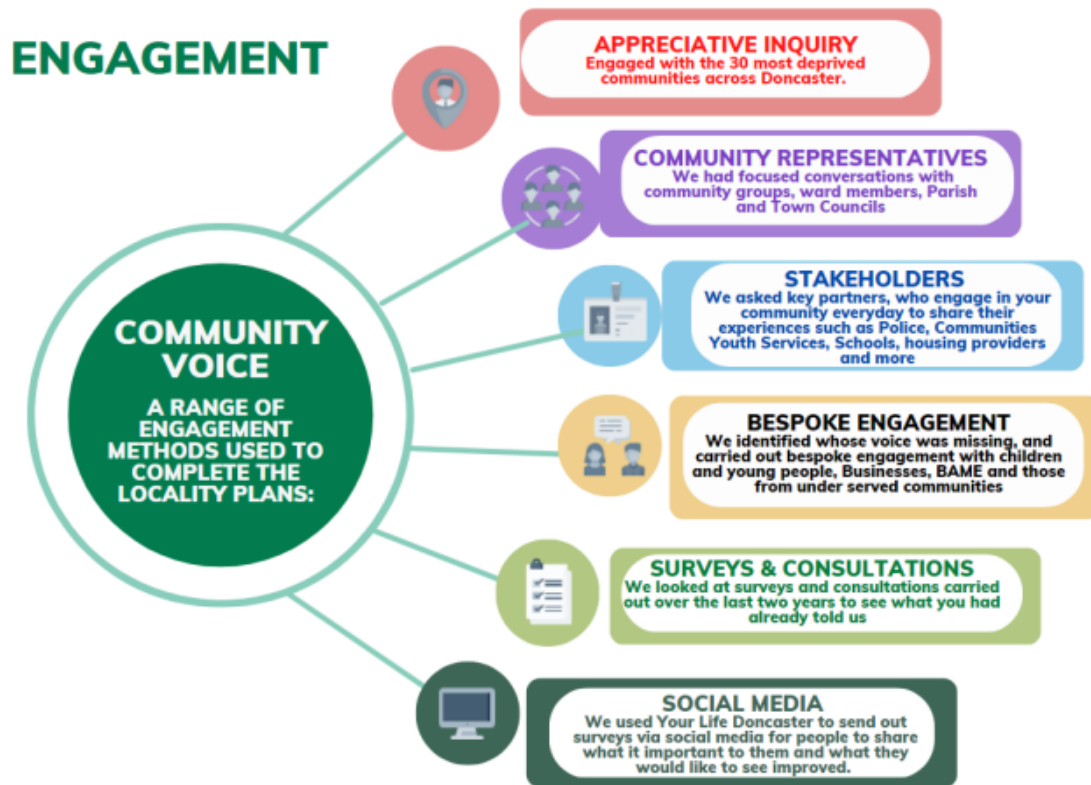 ENGAGEMENT
APPRECIATIVE INQUIRY
Engaged with the 30 most deprived
communities across Doncaster.
COMMUNITY REPRESENTATIVES
We had focused conversations with
community groups, ward members, Parish
and Town Councils
STAKEHOLDERS
We asked key partners, who engage in your
community everyday to share their
experiences such as Police, Communities
Youth Services, Schools, housing providers
and more
COMMUNITY
VOICE
A RANGE OF
ENGAGEMENT
METHODS USED TO
COMPLETE THE
LOCALITY PLANS:
BESPOKE ENGAGEMENT
We identified whose voice was missing, and
carried out bespoke engagement with children
and young people, Businesses, BAME and those
from under served communities
SURVEYS & CONSULTATIONS
We looked at surveys and consultations carried
out over the last two years to see what you had
already told us
SOCIAL MEDIA
We used Your Life Doncaster to send out
surveys via social media for people to share
what it important to them and what they
would like to see improved.